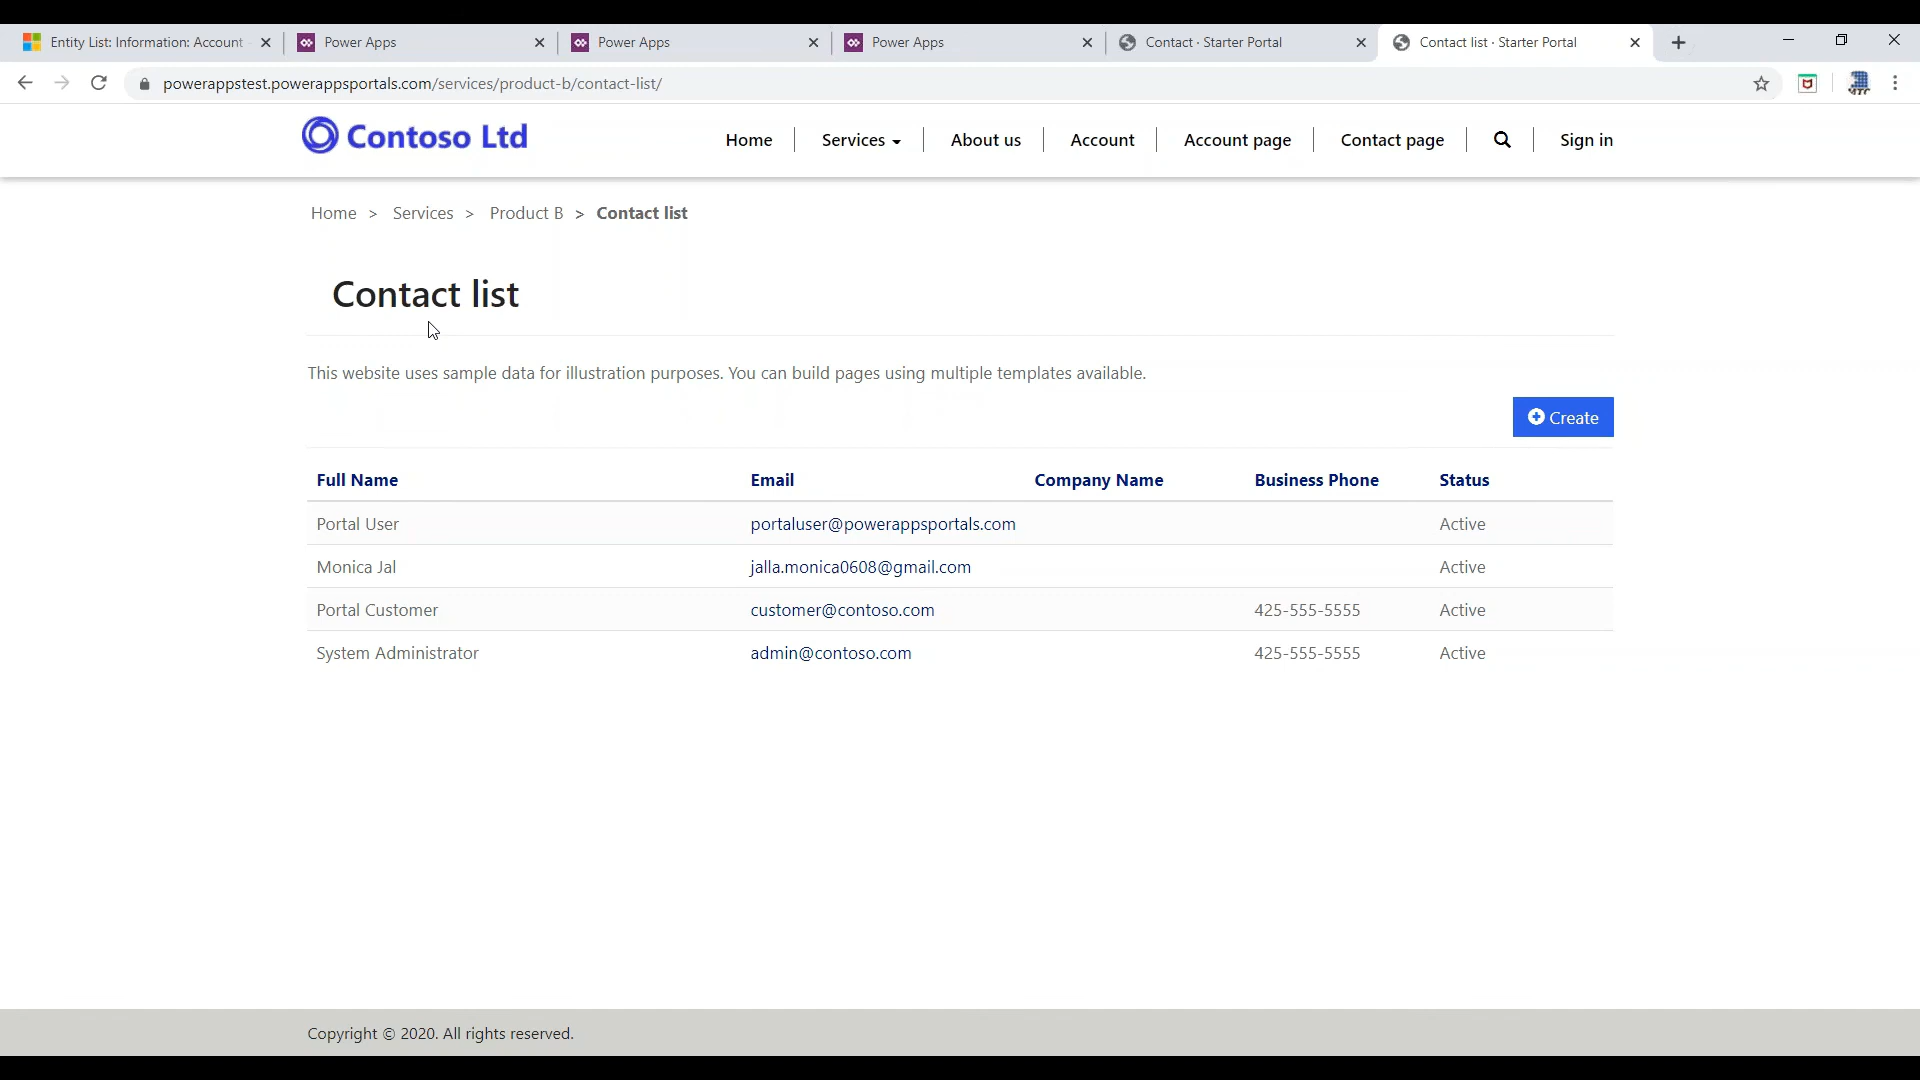 Entity List: Information: Account
Power Apps
Power Apps
Power Apps
Contact · Starter Portal
Contact list · Starter Portal
powerappstest.powerappsportals.com/services/product-b/contact-list/
Contoso Ltd
Home
Services
About us
Account
Account page
Contact page
Sign in
Home > Services > Product B > Contact list
Contact list
This website uses sample data for illustration purposes. You can build pages using multiple templates available.
Create
Full Name Email Company Name Business Phone Status
Portal User portaluser@powerappsportals.com Active
Monica Jal jalla.monica0608@gmail.com Active
Portal Customer customer@contoso.com 425-555-5555 Active
System Administrator admin@contoso.com 425-555-5555 Active
Copyright © 2020. All rights reserved.